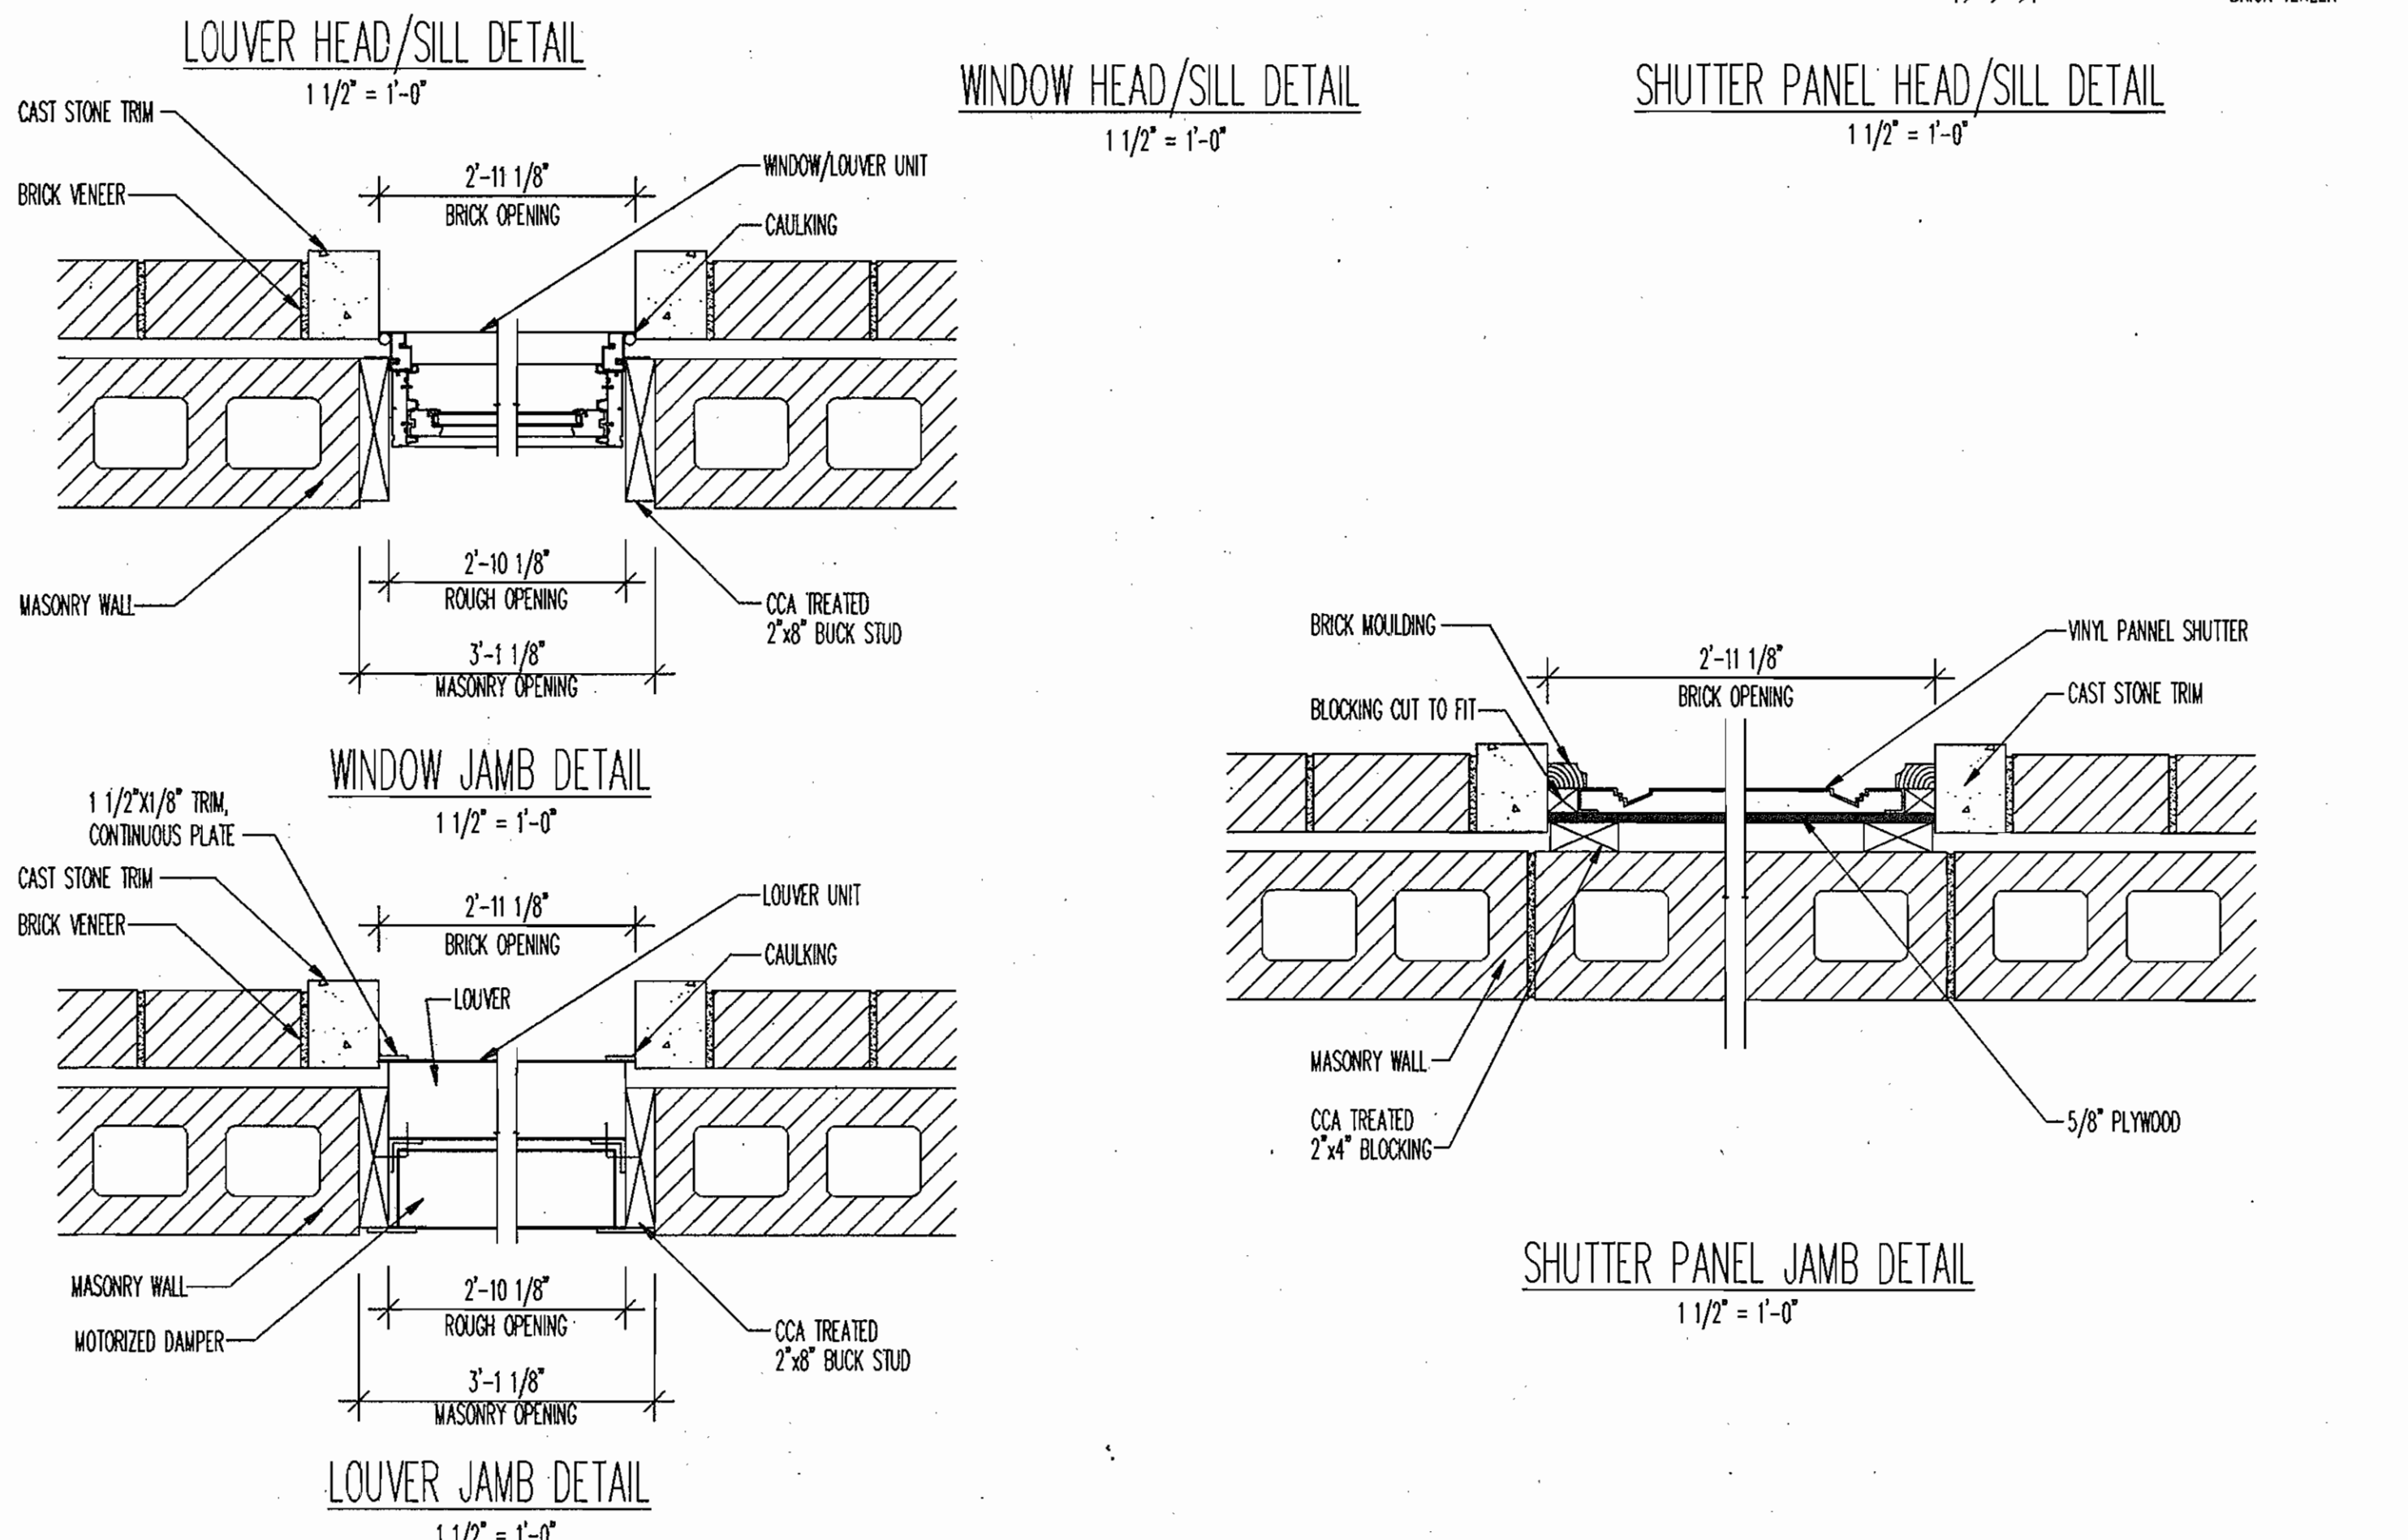 LOUVER HEAD/SILL DETAIL
1 1/2" = 1'-0"
WINDOW HEAD/SILL DETAIL
1 1/2" = 1'-0"
SHUTTER PANEL HEAD/SILL DETAIL
1 1/2" = 1'-0"
CAST STONE TRIM
BRICK VENEER
2'-11 1/8"
BRICK OPENING
WINDOW/LOUVER UNIT
CAULKING
MASONRY WALL
2'-10 1/8"
ROUGH OPENING
3'-1 1/8"
MASONRY OPENING
CCA TREATED
2"x8" BUCK STUD
WINDOW JAMB DETAIL
1 1/2" = 1'-0"
1 1/2"X1/8" TRIM,
CONTINUOUS PLATE
CAST STONE TRIM
BRICK VENEER
2'-11 1/8"
BRICK OPENING
LOUVER UNIT
CAULKING
LOUVER
MASONRY WALL
MOTORIZED DAMPER
2'-10 1/8"
ROUGH OPENING
3'-1 1/8"
MASONRY OPENING
CCA TREATED
2"x8" BUCK STUD
LOUVER JAMB DETAIL
1 1/2" = 1'-0"
BRICK MOULDING
BLOCKING CUT TO FIT
2'-11 1/8"
BRICK OPENING
VINYL PANNEL SHUTTER
CAST STONE TRIM
MASONRY WALL
CCA TREATED
2"x4" BLOCKING
5/8" PLYWOOD
SHUTTER PANEL JAMB DETAIL
1 1/2" = 1'-0"